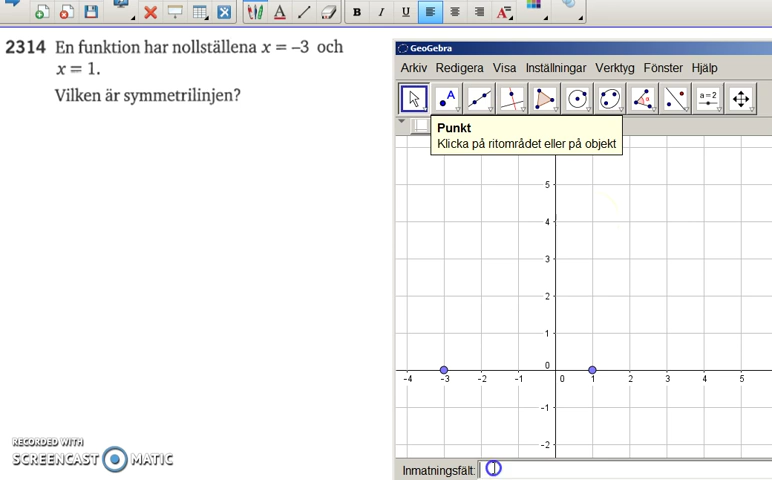 B I U
2314 En funktion har nollställena x = –3 och
x = 1.
Vilken är symmetrilinjen?
GeoGebra
Arkiv Redigera Visa Inställningar Verktyg Fönster Hjälp
A α a=2
Punkt
Klicka på ritområdet eller på objekt
5
4
3
2
1
0
-4 -3 -2 -1 0 1 2 3 4 5
-1
-2
RECORDED WITH
SCREENCAST MATIC
Inmatningsfält: